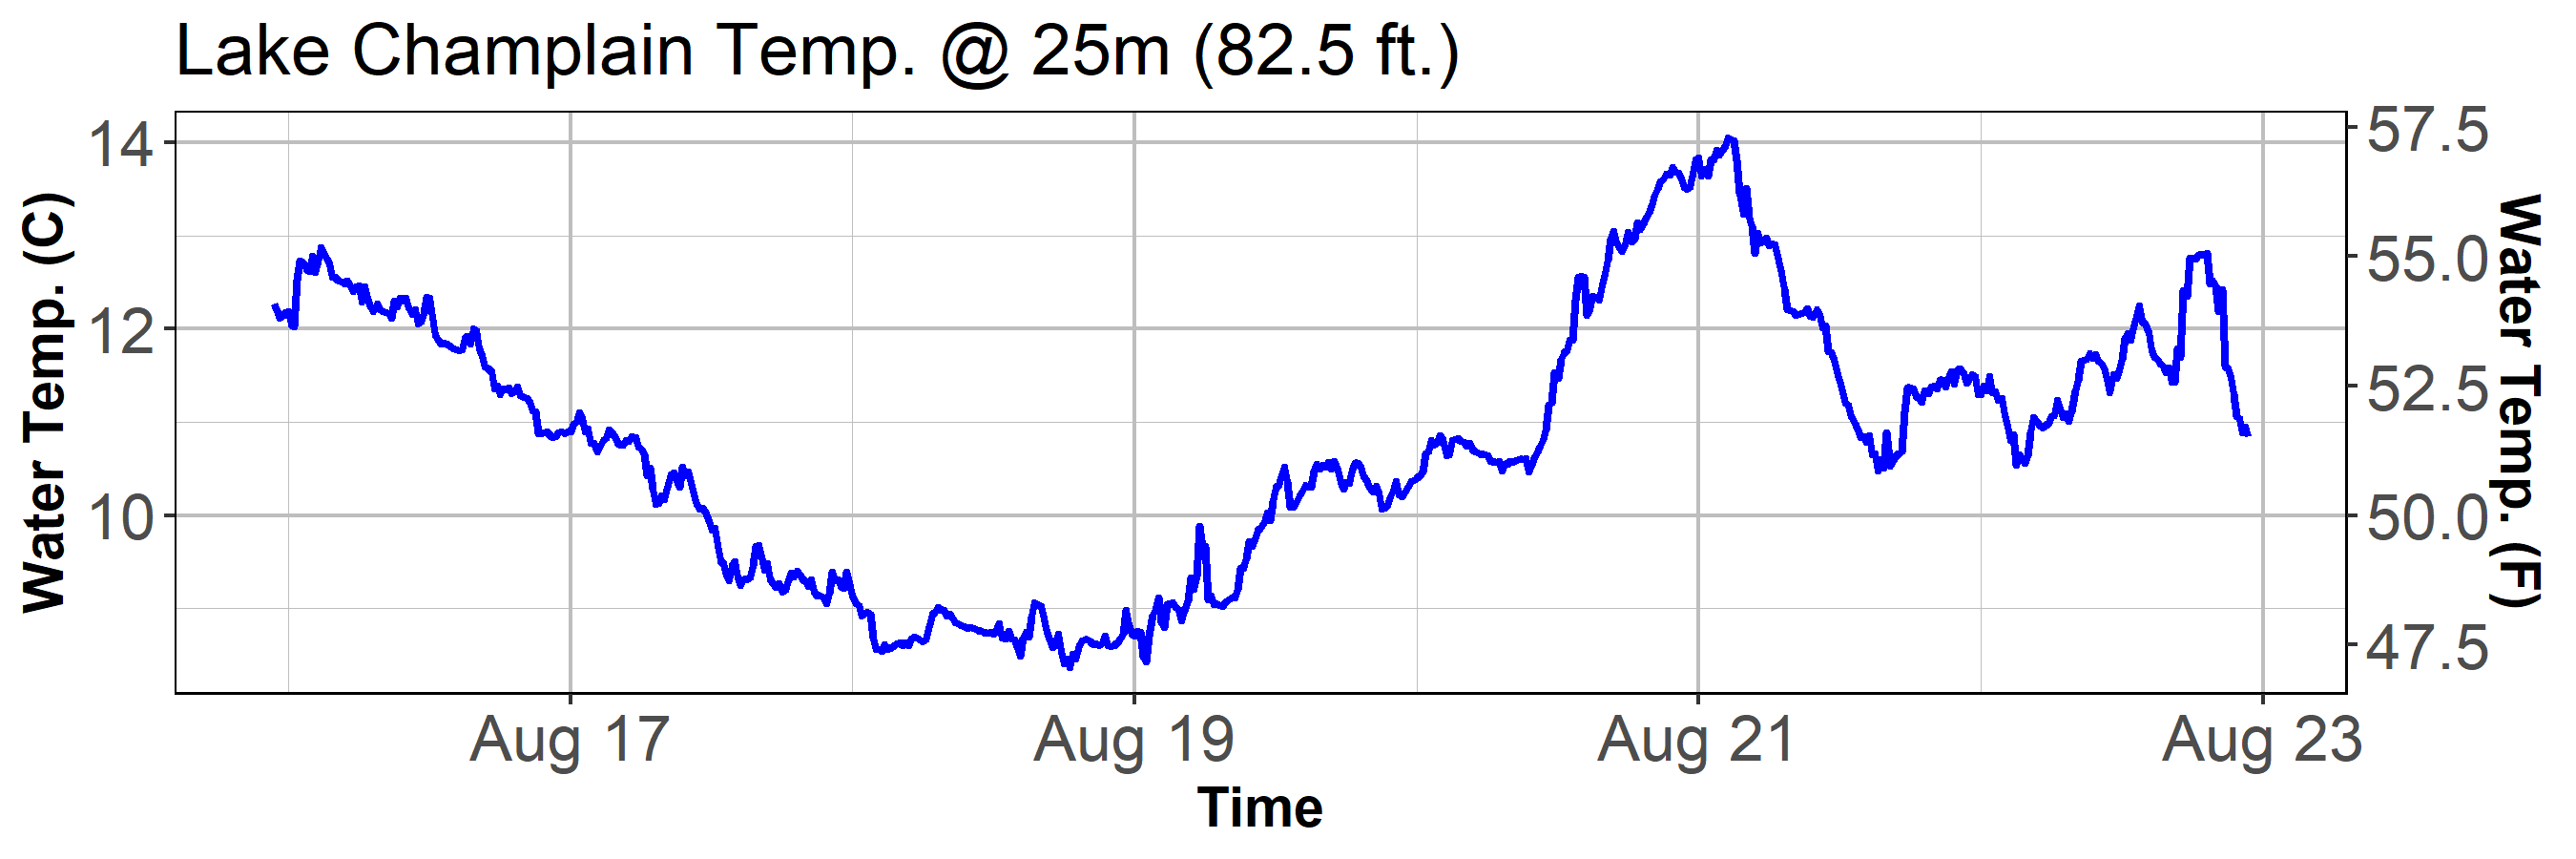 Lake Champlain Temp. @ 25m (82.5 ft.)
Water Temp. (C)
14
12
10
57.5
55.0
52.5
50.0
47.5
Water Temp. (F)
Aug 17
Aug 19
Aug 21
Aug 23
Time